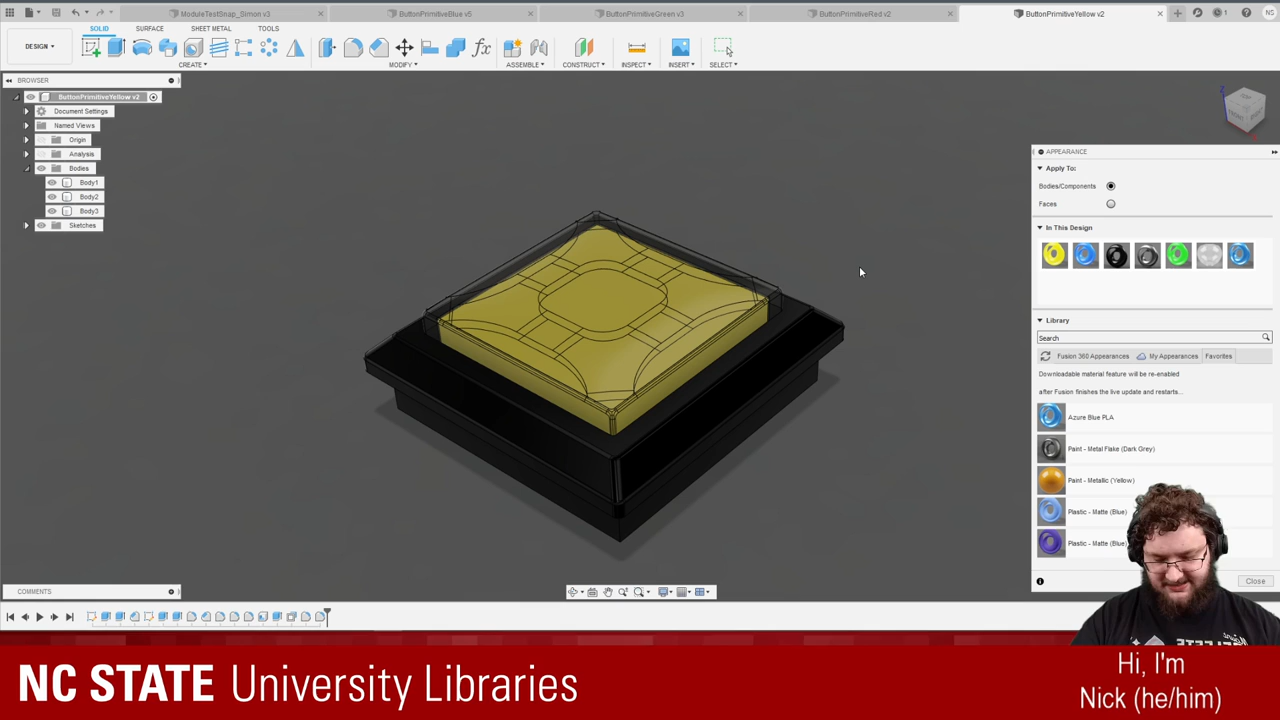 ModuleTestSnap_Simon v3
ButtonPrimitiveBlue v5
ButtonPrimitiveGreen v3
ButtonPrimitiveRed v2
ButtonPrimitiveYellow v2
1
NS
SOLID
SURFACE
SHEET METAL
TOOLS
DESIGN
fx
CREATE
MODIFY
ASSEMBLE
CONSTRUCT
INSPECT
INSERT
SELECT
BROWSER
ButtonPrimitiveYellow v2
Document Settings
Named Views
Origin
Analysis
Bodies
Body1
Body2
Body3
Sketches
Z
APPEARANCE
Apply To:
Bodies/Components
Faces
In This Design
Library
Search
Fusion 360 Appearances
My Appearances
Favorites
Downloadable material feature will be re-enabled
after Fusion finishes the live update and restarts...
Azure Blue PLA
Paint - Metal Flake (Dark Grey)
Paint - Metallic (Yellow)
Plastic - Matte (Blue)
Plastic - Matte (Blue)
Close
COMMENTS
NC STATE University Libraries
Hi, I'm
Nick (he/him)